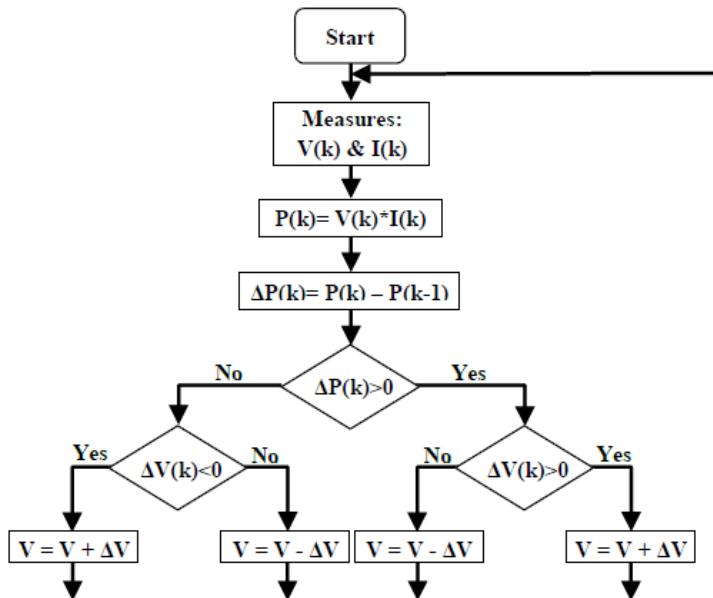 Start
Measures:
V(k) & I(k)
P(k)= V(k)*I(k)
ΔP(k)= P(k) – P(k-1)
No
ΔP(k)>0
Yes
Yes
ΔV(k)<0
No
No
ΔV(k)>0
Yes
V = V + ΔV
V = V - ΔV
V = V - ΔV
V = V + ΔV